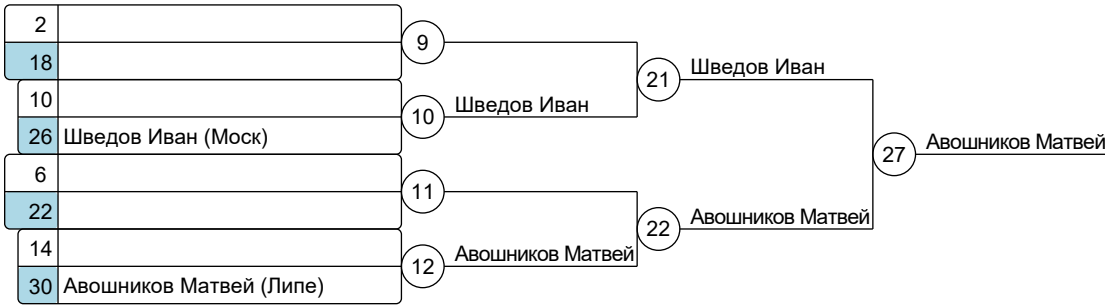 2
9
18
21 Шведов Иван
10
10 Шведов Иван
26 Шведов Иван (Моск)
27 Авошников Матвей
6
11
22
22 Авошников Матвей
14
12 Авошников Матвей
30 Авошников Матвей (Липе)